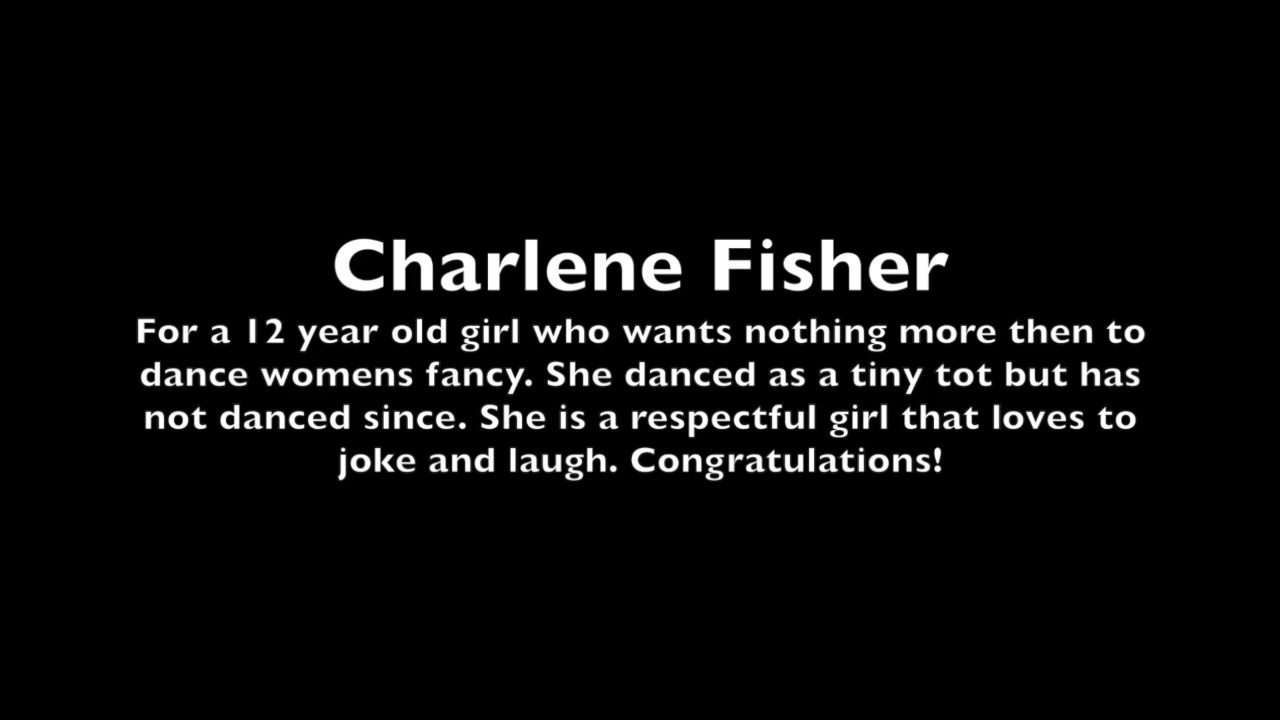 Charlene Fisher
For a 12 year old girl who wants nothing more then to
dance womens fancy. She danced as a tiny tot but has
not danced since. She is a respectful girl that loves to
joke and laugh. Congratulations!